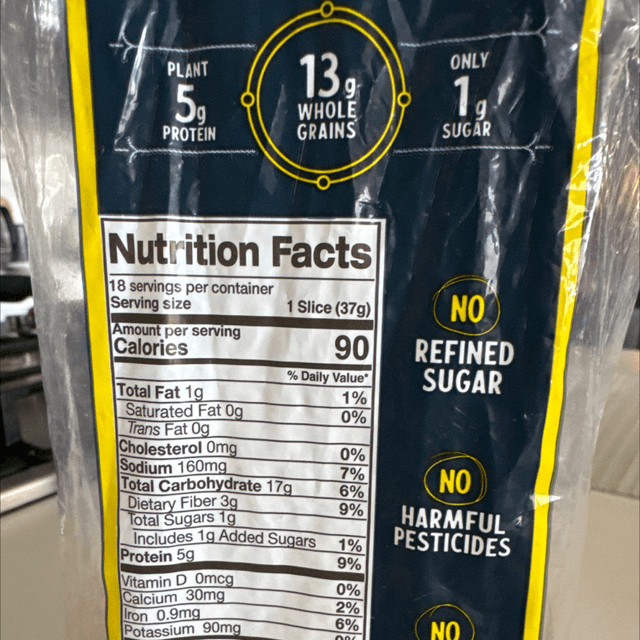 PLANT
5g
PROTEIN
13g
WHOLE
GRAINS
ONLY
1g
SUGAR
Nutrition Facts
18 servings per container
Serving size 1 Slice (37g)
Amount per serving
Calories 90
% Daily Value*
Total Fat 1g 1%
Saturated Fat 0g 0%
Trans Fat 0g
Cholesterol 0mg 0%
Sodium 160mg 7%
Total Carbohydrate 17g 6%
Dietary Fiber 3g 9%
Total Sugars 1g
Includes 1g Added Sugars 1%
Protein 5g 9%
Vitamin D 0mcg 0%
Calcium 30mg 2%
Iron 0.9mg 6%
Potassium 90mg
NO
REFINED
SUGAR
NO
HARMFUL
PESTICIDES
NO